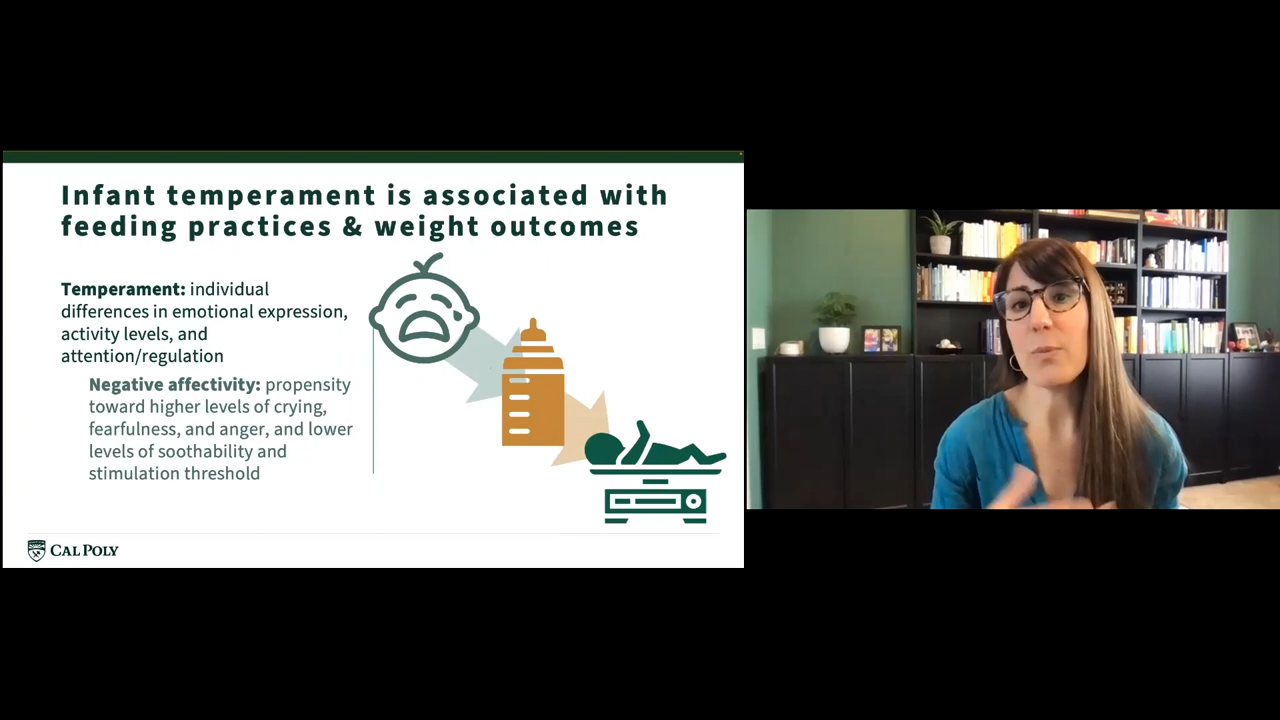 Infant temperament is associated with
feeding practices & weight outcomes
Temperament: individual
differences in emotional expression,
activity levels, and
attention/regulation
Negative affectivity: propensity
toward higher levels of crying,
fearfulness, and anger, and lower
levels of soothability and
stimulation threshold
CAL POLY